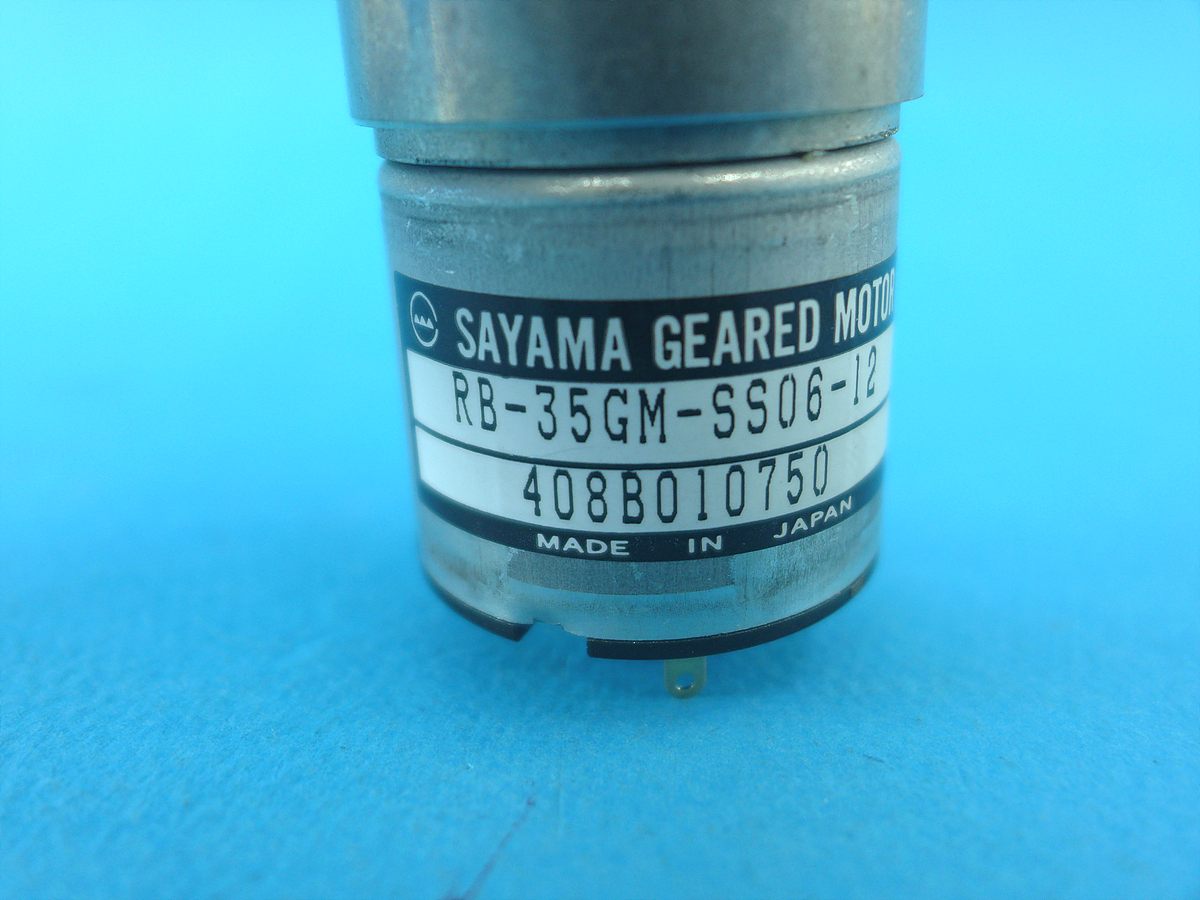 SAYAMA GEARED MOTOR
RB-35GM-SS06-12
408B010750
MADE IN JAPAN